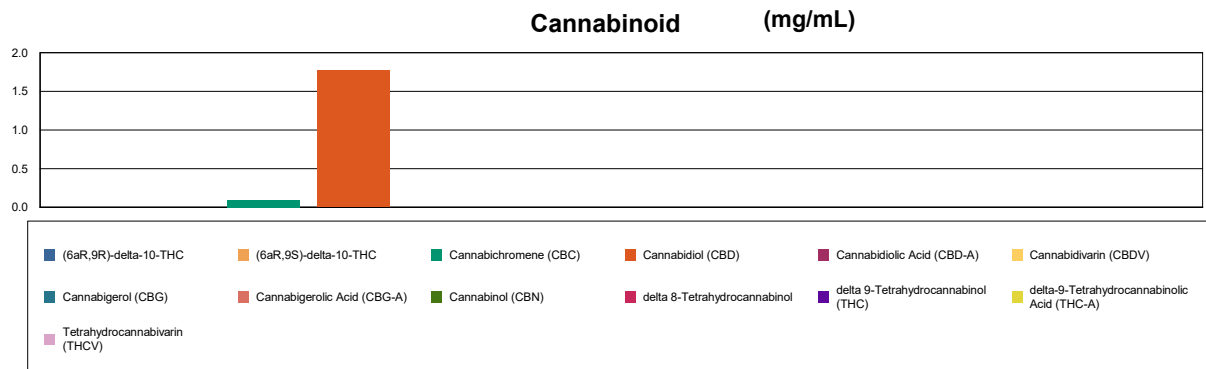 Cannabinoid (mg/mL)
2.0
1.5
1.0
0.5
0.0
(6aR,9R)-delta-10-THC
(6aR,9S)-delta-10-THC
Cannabichromene (CBC)
Cannabidiol (CBD)
Cannabidiolic Acid (CBD-A)
Cannabidivarin (CBDV)
Cannabigerol (CBG)
Cannabigerolic Acid (CBG-A)
Cannabinol (CBN)
delta 8-Tetrahydrocannabinol
delta 9-Tetrahydrocannabinol
(THC)
delta-9-Tetrahydrocannabinolic
Acid (THC-A)
Tetrahydrocannabivarin
(THCV)